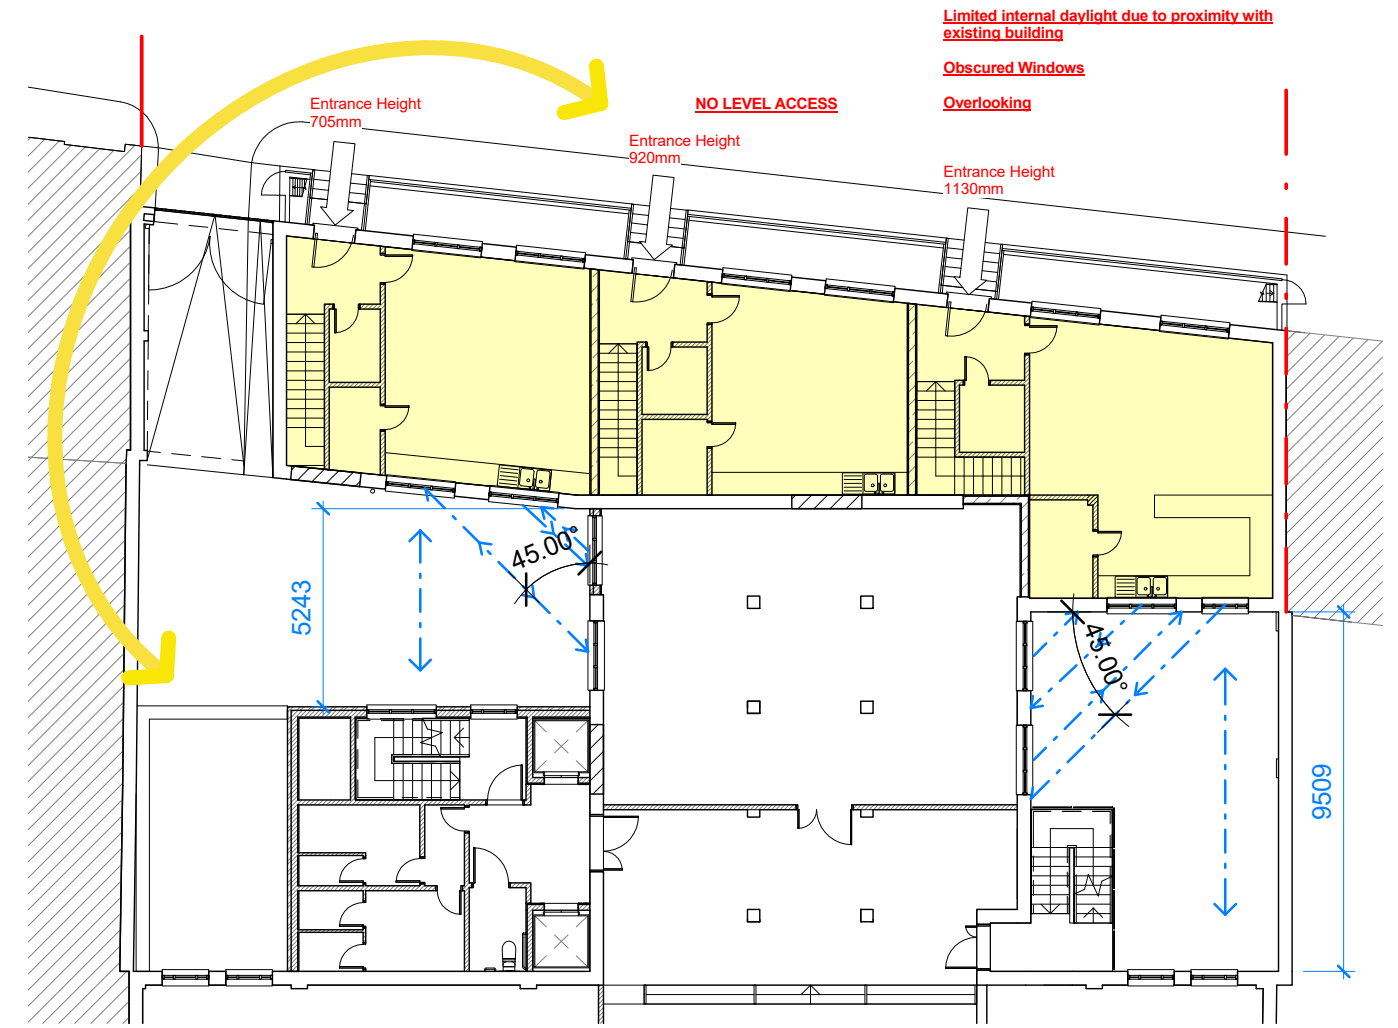 Limited internal daylight due to proximity with
existing building
Obscured Windows
Overlooking
NO LEVEL ACCESS
Entrance Height
705mm
Entrance Height
920mm
Entrance Height
1130mm
45.00°
5243
45.00°
9509